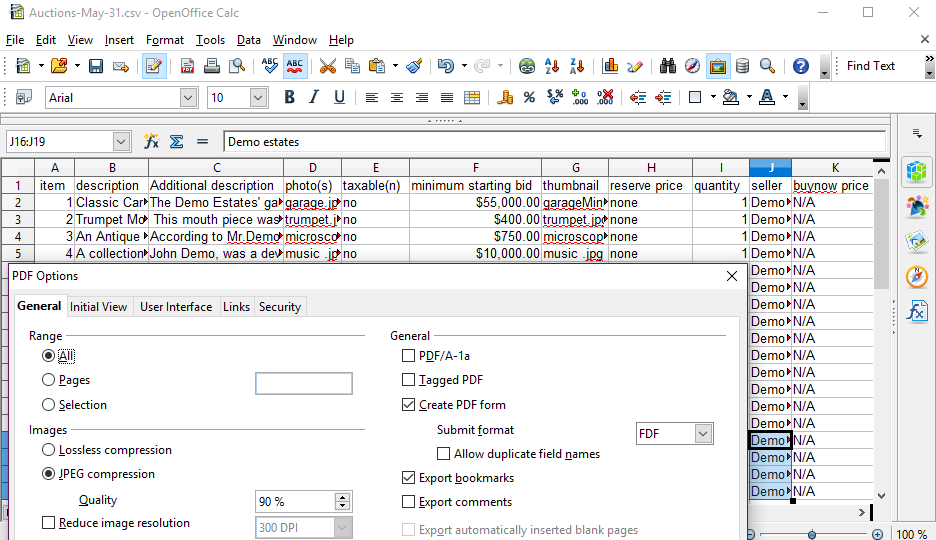 Auctions-May-31.csv - OpenOffice Calc
File Edit View Insert Format Tools Data Window Help
ABC ABC Find Text
Arial 10 B I U
J16:J19 Demo estates
A B C D E F G H I J K
1 item description Additional description photo(s) taxable(n) minimum starting bid thumbnail reserve price quantity seller buynow price
2 1 Classic Car The Demo Estates' ga garage.jp no $55,000.00 garageMin none 1 Demo N/A
3 2 Trumpet Mo This mouth piece was trumpet.j no $400.00 trumpet.jp none 1 Demo N/A
4 3 An Antique According to Mr.Demo microsco no $750.00 microscop none 1 Demo N/A
5 4 A collection John Demo, was a dev music .jp no $10,000.00 music .jpg none 1 Demo N/A
PDF Options
Demo N/A
Demo N/A
General Initial View User Interface Links Security
Demo N/A
Demo N/A
Range
General
Demo N/A
All
PDF/A-1a
Demo N/A
Pages
Tagged PDF
Demo N/A
Selection
Create PDF form
Demo N/A
Images
Submit format FDF
Demo N/A
Demo N/A
Lossless compression
Allow duplicate field names
Demo N/A
JPEG compression
Export bookmarks
Demo N/A
Quality 90 %
Export comments
Demo N/A
Reduce image resolution 300 DPI
Export automatically inserted blank pages
Demo N/A
100 %